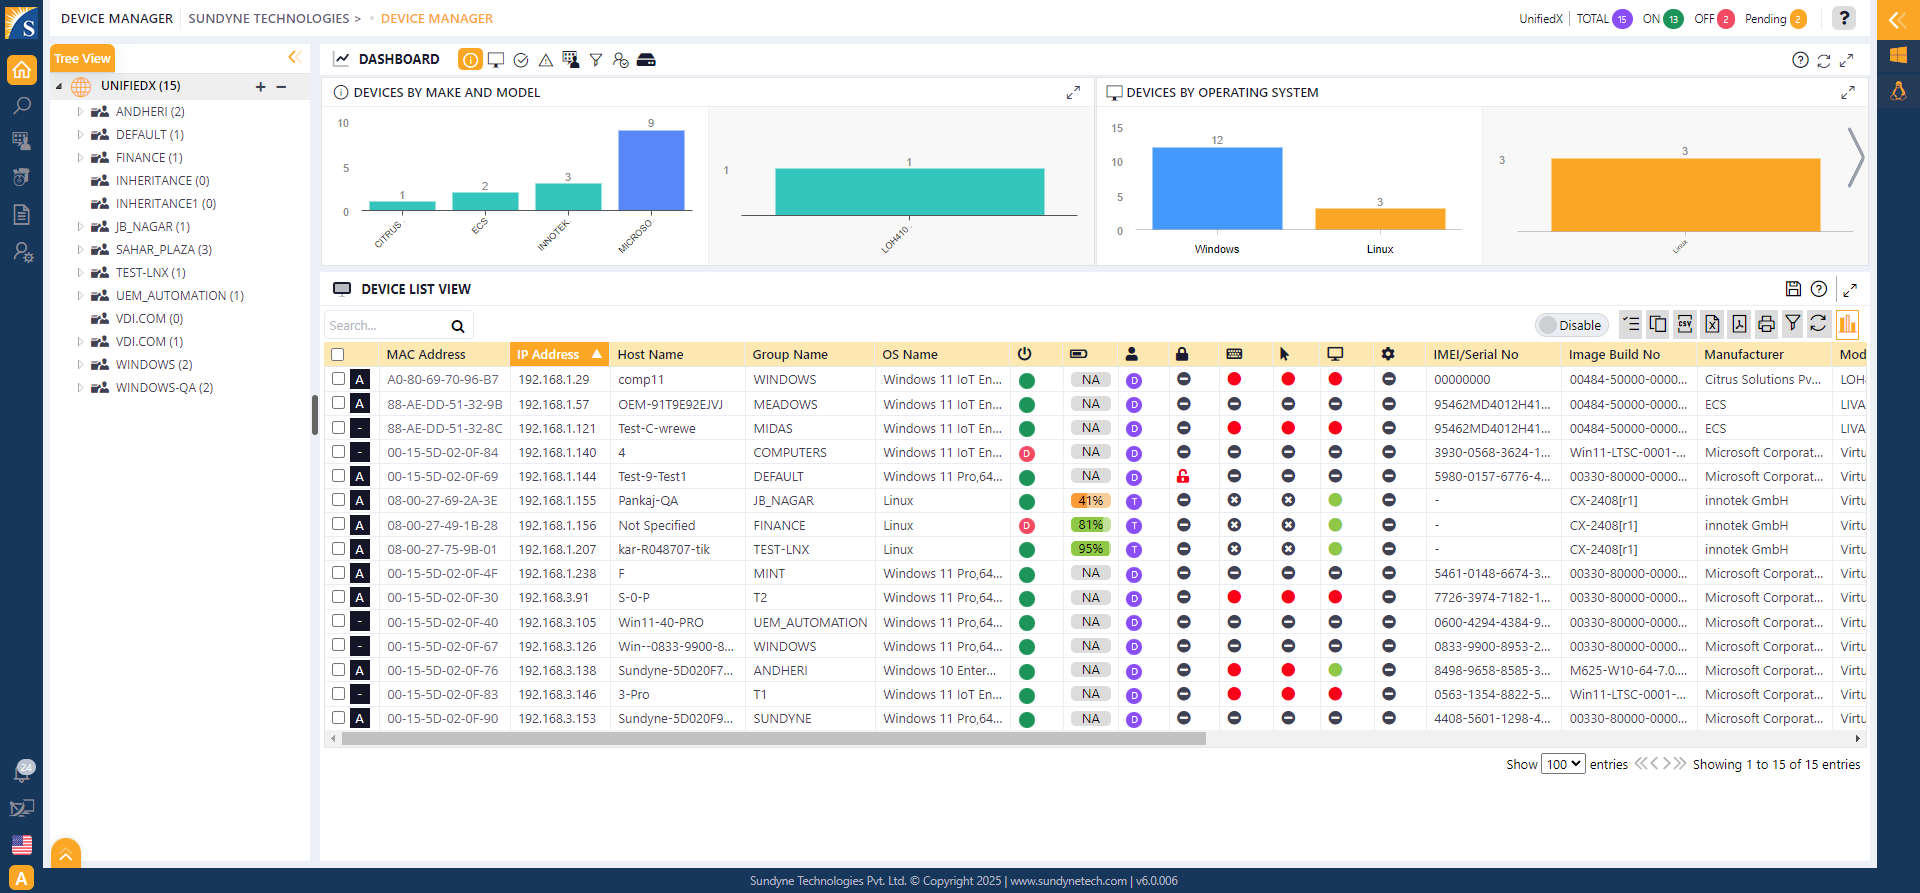 DEVICE MANAGER SUNDYNE TECHNOLOGIES > DEVICE MANAGER
UnifiedX TOTAL 15 ON 13 OFF 2 Pending 2 ?
Tree View
UNIFIEDX (15) + −
ANDHERI (2)
DEFAULT (1)
FINANCE (1)
INHERITANCE (0)
INHERITANCE1 (0)
JB_NAGAR (1)
SAHAR_PLAZA (3)
TEST-LNX (1)
UEM_AUTOMATION (1)
VDI.COM (0)
VDI.COM (1)
WINDOWS (2)
WINDOWS-QA (2)
24
A
DASHBOARD
DEVICES BY MAKE AND MODEL
10
5
0
1
2
3
9
CITRUS..
ECS
INNOTEK.
MICROSO..
1
1
LOH410..
DEVICES BY OPERATING SYSTEM
15
10
5
0
12
3
Windows
Linux
3
3
Linux
DEVICE LIST VIEW
Search...
Disable
CSV
MAC Address IP Address Host Name Group Name OS Name IMEI/Serial No Image Build No Manufacturer Mod
A A0-80-69-70-96-B7 192.168.1.29 comp11 WINDOWS Windows 11 IoT En... NA D 00000000 00484-50000-0000... Citrus Solutions Pv... LOH
A 88-AE-DD-51-32-9B 192.168.1.57 OEM-91T9E92EJVJ MEADOWS Windows 11 IoT En... NA D 95462MD4012H41... 00484-50000-0000... ECS LIVA
- 88-AE-DD-51-32-8C 192.168.1.121 Test-C-wrewe MIDAS Windows 11 IoT En... NA D 95462MD4012H41... 00484-50000-0000... ECS LIVA
- 00-15-5D-02-0F-84 192.168.1.140 4 COMPUTERS Windows 11 IoT En... D NA D 3930-0568-3624-1... Win11-LTSC-0001-... Microsoft Corporat... Virtu
A 00-15-5D-02-0F-69 192.168.1.144 Test-9-Test1 DEFAULT Windows 11 Pro,64... NA D 5980-0157-6776-4... 00330-80000-0000... Microsoft Corporat... Virtu
A 08-00-27-69-2A-3E 192.168.1.155 Pankaj-QA JB_NAGAR Linux 41% T - CX-2408[r1] innotek GmbH Virtu
A 08-00-27-49-1B-28 192.168.1.156 Not Specified FINANCE Linux D 81% T - CX-2408[r1] innotek GmbH Virtu
A 08-00-27-75-9B-01 192.168.1.207 kar-R048707-tik TEST-LNX Linux 95% T - CX-2408[r1] innotek GmbH Virtu
A 00-15-5D-02-0F-4F 192.168.1.238 F MINT Windows 11 Pro,64... NA D 5461-0148-6674-3... 00330-80000-0000... Microsoft Corporat... Virtu
A 00-15-5D-02-0F-30 192.168.3.91 S-0-P T2 Windows 11 Pro,64... NA D 7726-3974-7182-1... 00330-80000-0000... Microsoft Corporat... Virtu
- 00-15-5D-02-0F-40 192.168.3.105 Win11-40-PRO UEM_AUTOMATION Windows 11 Pro,64... NA D 0600-4294-4384-9... 00330-80000-0000... Microsoft Corporat... Virtu
- 00-15-5D-02-0F-67 192.168.3.126 Win--0833-9900-8... WINDOWS Windows 11 Pro,64... NA D 0833-9900-8953-2... 00330-80000-0000... Microsoft Corporat... Virtu
A 00-15-5D-02-0F-76 192.168.3.138 Sundyne-5D020F7... ANDHERI Windows 10 Enter... NA D 8498-9658-8585-3... M625-W10-64-7.0.... Microsoft Corporat... Virtu
- 00-15-5D-02-0F-83 192.168.3.146 3-Pro T1 Windows 11 IoT En... NA D 0563-1354-8822-5... Win11-LTSC-0001-... Microsoft Corporat... Virtu
A 00-15-5D-02-0F-90 192.168.3.153 Sundyne-5D020F9... SUNDYNE Windows 11 Pro,64... NA D 4408-5601-1298-4... 00330-80000-0000... Microsoft Corporat... Virtu
Show 100 entries Showing 1 to 15 of 15 entries
Sundyne Technologies Pvt. Ltd. © Copyright 2025 | www.sundynetech.com | v6.0.006